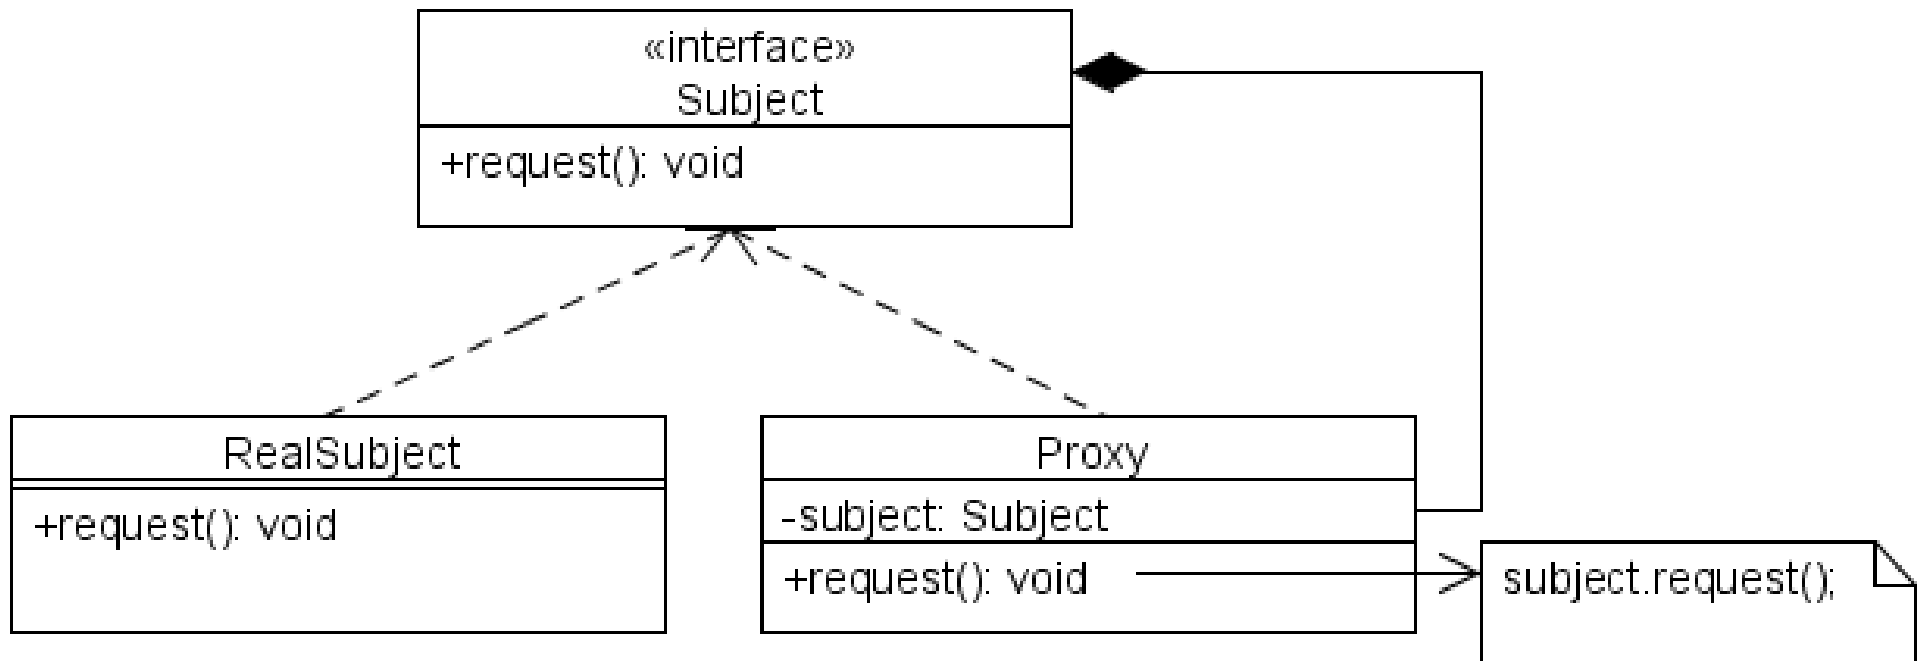 «interface»
Subject
+request(): void
RealSubject
+request(): void
Proxy
-subject: Subject
+request(): void
subject.request();